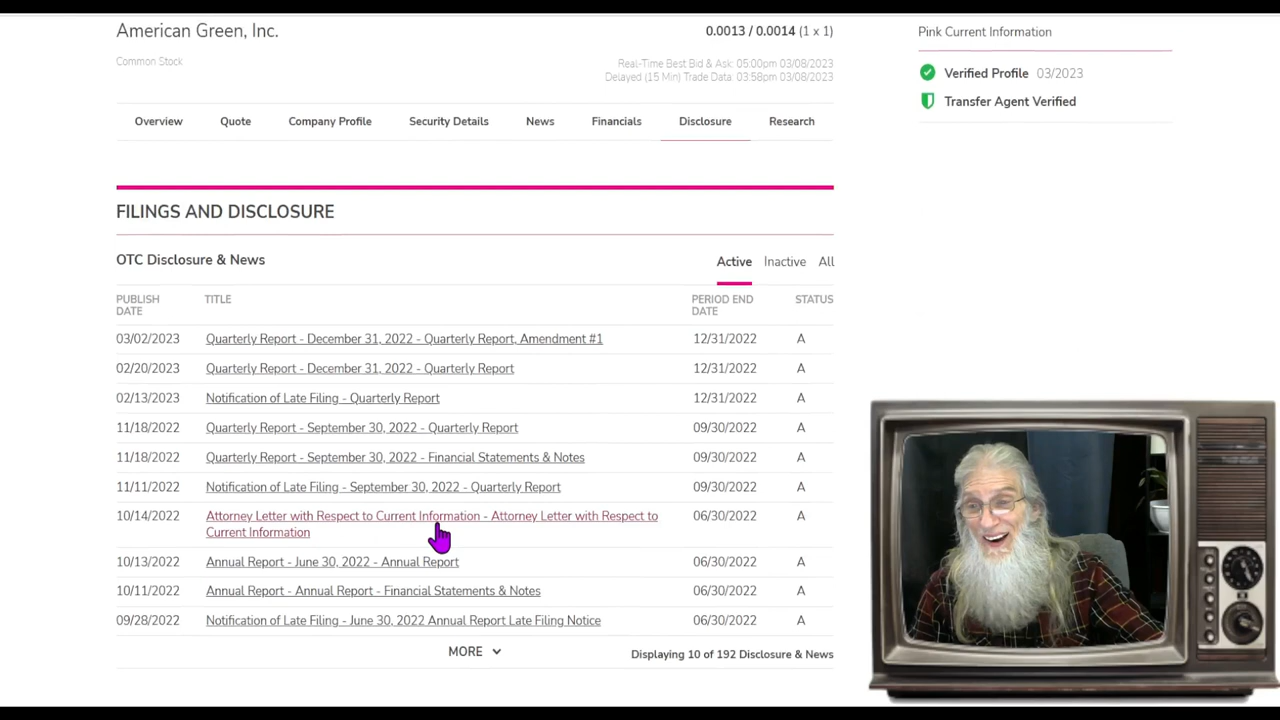 American Green, Inc.
0.0013 / 0.0014 (1 x 1)
Pink Current Information
Common Stock
Real-Time Best Bid & Ask: 05:00pm 03/08/2023
Delayed (15 Min) Trade Data: 03:58pm 03/08/2023
Verified Profile 03/2023
Transfer Agent Verified
Overview Quote Company Profile Security Details News Financials Disclosure Research
FILINGS AND DISCLOSURE
OTC Disclosure & News
Active Inactive All
PUBLISH DATE TITLE PERIOD END DATE STATUS
03/02/2023 Quarterly Report - December 31, 2022 - Quarterly Report, Amendment #1 12/31/2022 A
02/20/2023 Quarterly Report - December 31, 2022 - Quarterly Report 12/31/2022 A
02/13/2023 Notification of Late Filing - Quarterly Report 12/31/2022 A
11/18/2022 Quarterly Report - September 30, 2022 - Quarterly Report 09/30/2022 A
11/18/2022 Quarterly Report - September 30, 2022 - Financial Statements & Notes 09/30/2022 A
11/11/2022 Notification of Late Filing - September 30, 2022 - Quarterly Report 09/30/2022 A
10/14/2022 Attorney Letter with Respect to Current Information - Attorney Letter with Respect to 06/30/2022 A
Current Information
10/13/2022 Annual Report - June 30, 2022 - Annual Report 06/30/2022 A
10/11/2022 Annual Report - Annual Report - Financial Statements & Notes 06/30/2022 A
09/28/2022 Notification of Late Filing - June 30, 2022 Annual Report Late Filing Notice 06/30/2022 A
MORE
Displaying 10 of 192 Disclosure & News